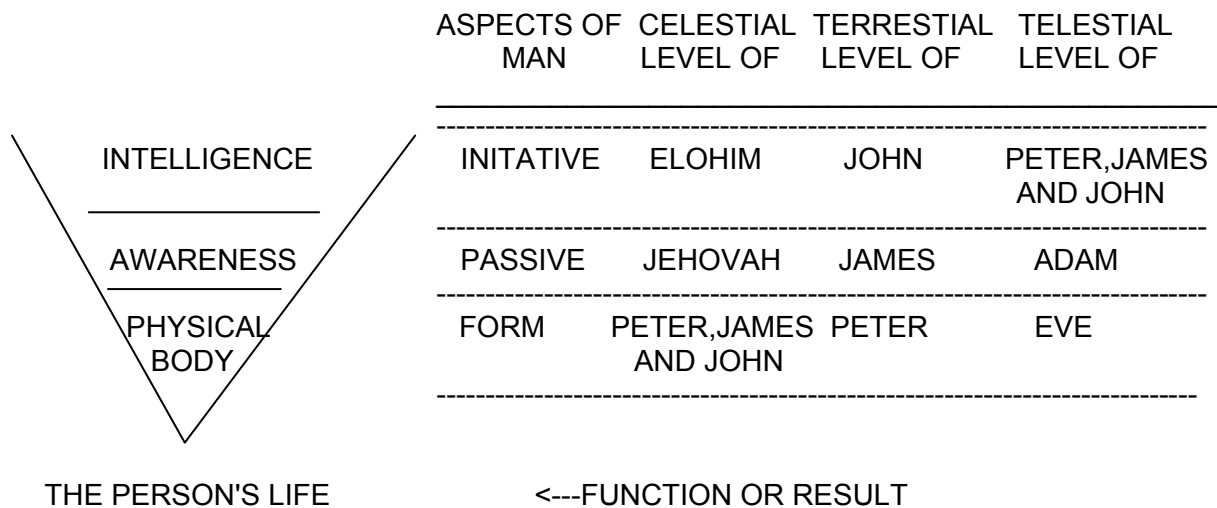 ASPECTS OF CELESTIAL TERRESTIAL TELESTIAL
MAN LEVEL OF LEVEL OF LEVEL OF
INTELLIGENCE INITATIVE ELOHIM JOHN PETER,JAMES
AND JOHN
AWARENESS PASSIVE JEHOVAH JAMES ADAM
PHYSICAL FORM PETER,JAMES PETER EVE
BODY AND JOHN
THE PERSON'S LIFE <---FUNCTION OR RESULT